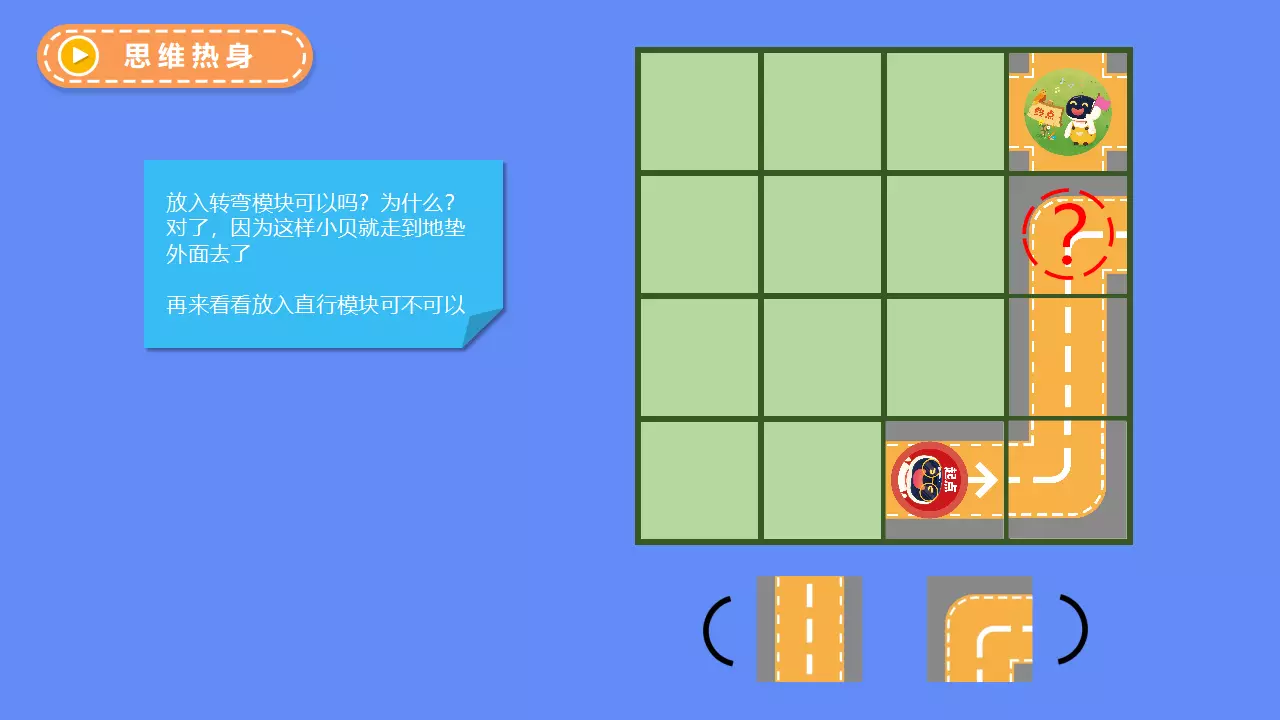 思维热身
终点
放入转弯模块可以吗？为什么？
对了，因为这样小贝就走到地垫
外面去了
?
再来看看放入直行模块可不可以
起点